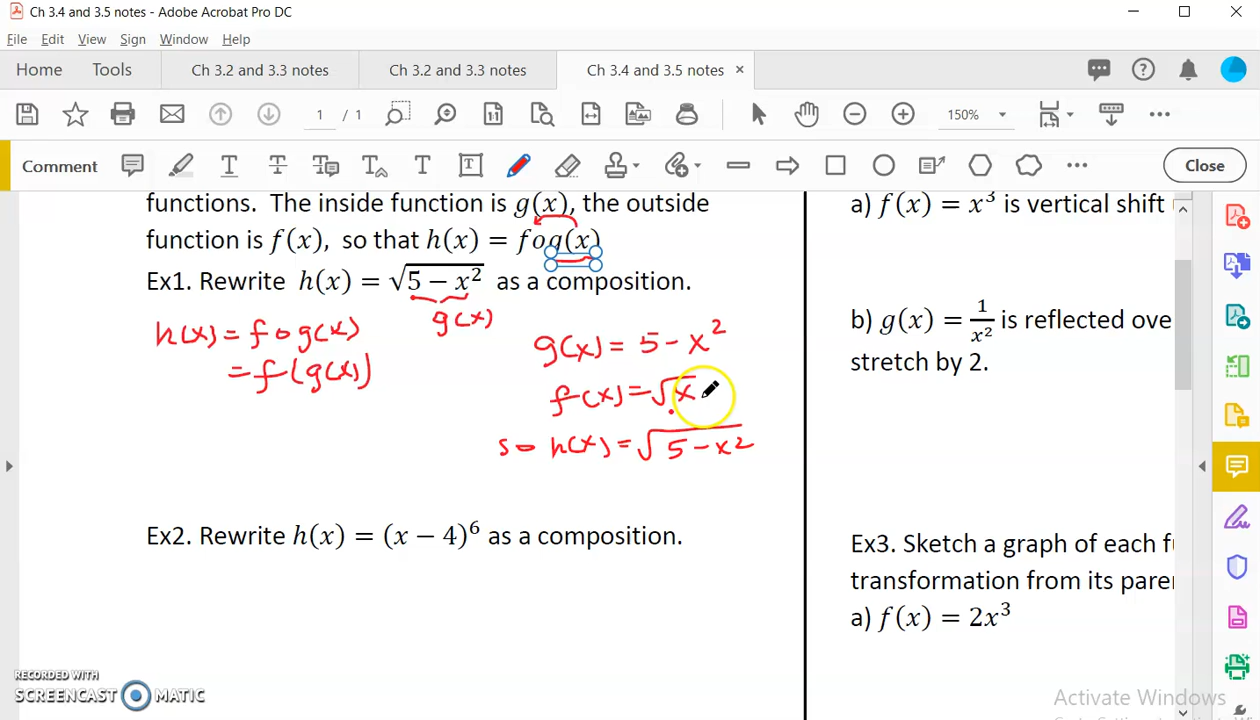 Ch 3.4 and 3.5 notes - Adobe Acrobat Pro DC
File Edit View Sign Window Help
Home Tools Ch 3.2 and 3.3 notes Ch 3.2 and 3.3 notes Ch 3.4 and 3.5 notes ×
1 / 1 150%
Comment Close
functions. The inside function is g(x), the outside
function is f(x), so that h(x) = fog(x)
Ex1. Rewrite h(x) = √(5 − x²) as a composition.
g(x)
h(x) = f o g(x)
= f(g(x))
g(x) = 5 − x²
f(x) = √x
so h(x) = √(5 − x²)
Ex2. Rewrite h(x) = (x − 4)⁶ as a composition.
a) f(x) = x³ is vertical shift
b) g(x) = 1/x² is reflected ove
stretch by 2.
Ex3. Sketch a graph of each f
transformation from its pare
a) f(x) = 2x³
RECORDED WITH
SCREENCAST MATIC
Activate Windows